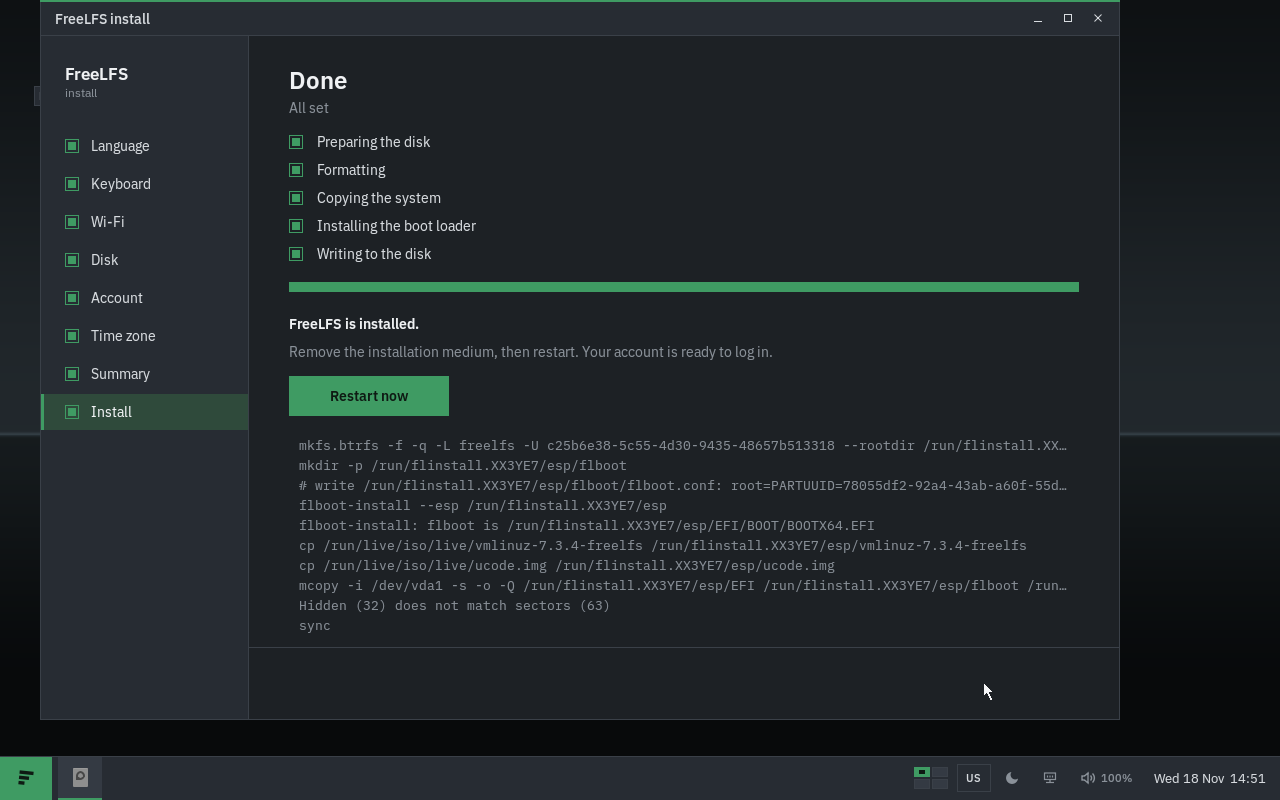 FreeLFS install
FreeLFS
install
Language
Keyboard
Wi-Fi
Disk
Account
Time zone
Summary
Install
Done
All set
Preparing the disk
Formatting
Copying the system
Installing the boot loader
Writing to the disk
FreeLFS is installed.
Remove the installation medium, then restart. Your account is ready to log in.
Restart now
mkfs.btrfs -f -q -L freelfs -U c25b6e38-5c55-4d30-9435-48657b513318 --rootdir /run/flinstall.XX…
mkdir -p /run/flinstall.XX3YE7/esp/flboot
# write /run/flinstall.XX3YE7/esp/flboot/flboot.conf: root=PARTUUID=78055df2-92a4-43ab-a60f-55d…
flboot-install --esp /run/flinstall.XX3YE7/esp
flboot-install: flboot is /run/flinstall.XX3YE7/esp/EFI/BOOT/BOOTX64.EFI
cp /run/live/iso/live/vmlinuz-7.3.4-freelfs /run/flinstall.XX3YE7/esp/vmlinuz-7.3.4-freelfs
cp /run/live/iso/live/ucode.img /run/flinstall.XX3YE7/esp/ucode.img
mcopy -i /dev/vda1 -s -o -Q /run/flinstall.XX3YE7/esp/EFI /run/flinstall.XX3YE7/esp/flboot /run…
Hidden (32) does not match sectors (63)
sync
US
100%
Wed 18 Nov 14:51